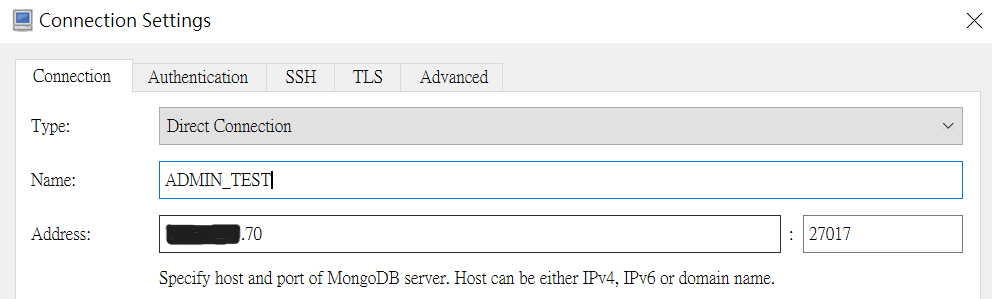 Connection Settings
Connection Authentication SSH TLS Advanced
Type: Direct Connection
Name: ADMIN_TEST
Address: .70 : 27017
Specify host and port of MongoDB server. Host can be either IPv4, IPv6 or domain name.